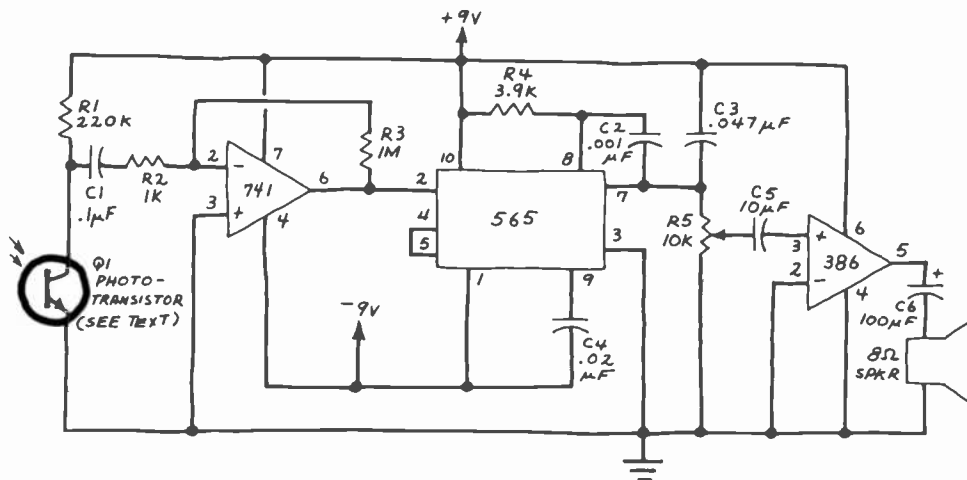 +9V
R1
220K
C1
.1µF
R2
1K
2
-
3
+
741
7
6
4
R3
1M
Q1
PHOTO-
TRANSISTOR
(SEE TEXT)
-9V
R4
3.9K
10
8
2
4
5
565
7
3
1
9
C2
.001
µF
C3
.047µF
C4
.02
µF
R5
10K
C5
10µF
3
+
2
-
386
6
5
4
+
C6
100µF
8Ω
SPKR